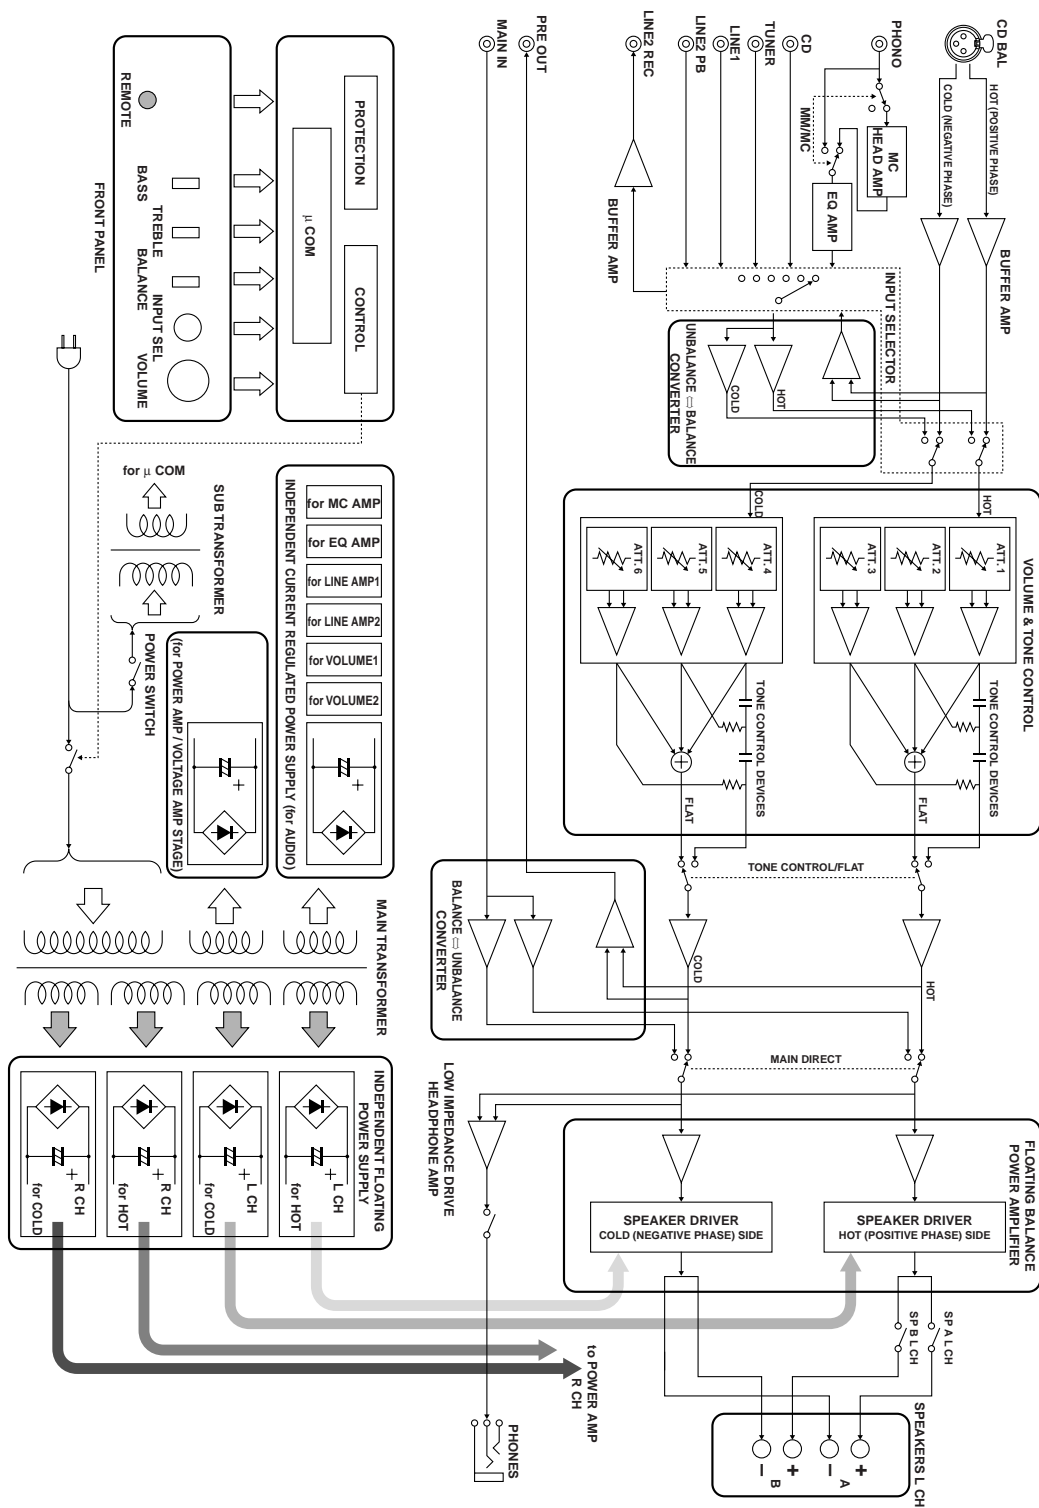 CD BAL
COLD (NEGATIVE PHASE)
HOT (POSITIVE PHASE)
BUFFER AMP
PHONO
MM/MC
MC
HEAD AMP
EQ AMP
CD
TUNER
LINE1
LINE2 PB
LINE2 REC
BUFFER AMP
PRE OUT
MAIN IN
INPUT SELECTOR
UNBALANCE ⇔ BALANCE
CONVERTER
COLD
HOT
VOLUME & TONE CONTROL
HOT
ATT. 1
ATT. 2
ATT. 3
COLD
ATT. 4
ATT. 5
ATT. 6
TONE CONTROL DEVICES
FLAT
TONE CONTROL DEVICES
FLAT
TONE CONTROL/FLAT
BALANCE ⇔ UNBALANCE
CONVERTER
COLD
HOT
MAIN DIRECT
LOW IMPEDANCE DRIVE
HEADPHONE AMP
FLOATING BALANCE
POWER AMPLIFIER
SPEAKER DRIVER
COLD (NEGATIVE PHASE) SIDE
SPEAKER DRIVER
HOT (POSITIVE PHASE) SIDE
SP B L CH
SP A L CH
SPEAKERS L CH
+
−
A
+
−
B
PHONES
FRONT PANEL
REMOTE
BASS
TREBLE
BALANCE
INPUT SEL
VOLUME
PROTECTION
μ COM
CONTROL
for μ COM
SUB TRANSFORMER
POWER SWITCH
INDEPENDENT CURRENT REGULATED POWER SUPPLY (for AUDIO)
for MC AMP
for EQ AMP
for LINE AMP1
for LINE AMP2
for VOLUME1
for VOLUME2
+
(for POWER AMP / VOLTAGE AMP STAGE)
+
MAIN TRANSFORMER
INDEPENDENT FLOATING
POWER SUPPLY
+
L CH
for HOT
+
L CH
for COLD
+
R CH
for HOT
+
R CH
for COLD
to POWER AMP
R CH